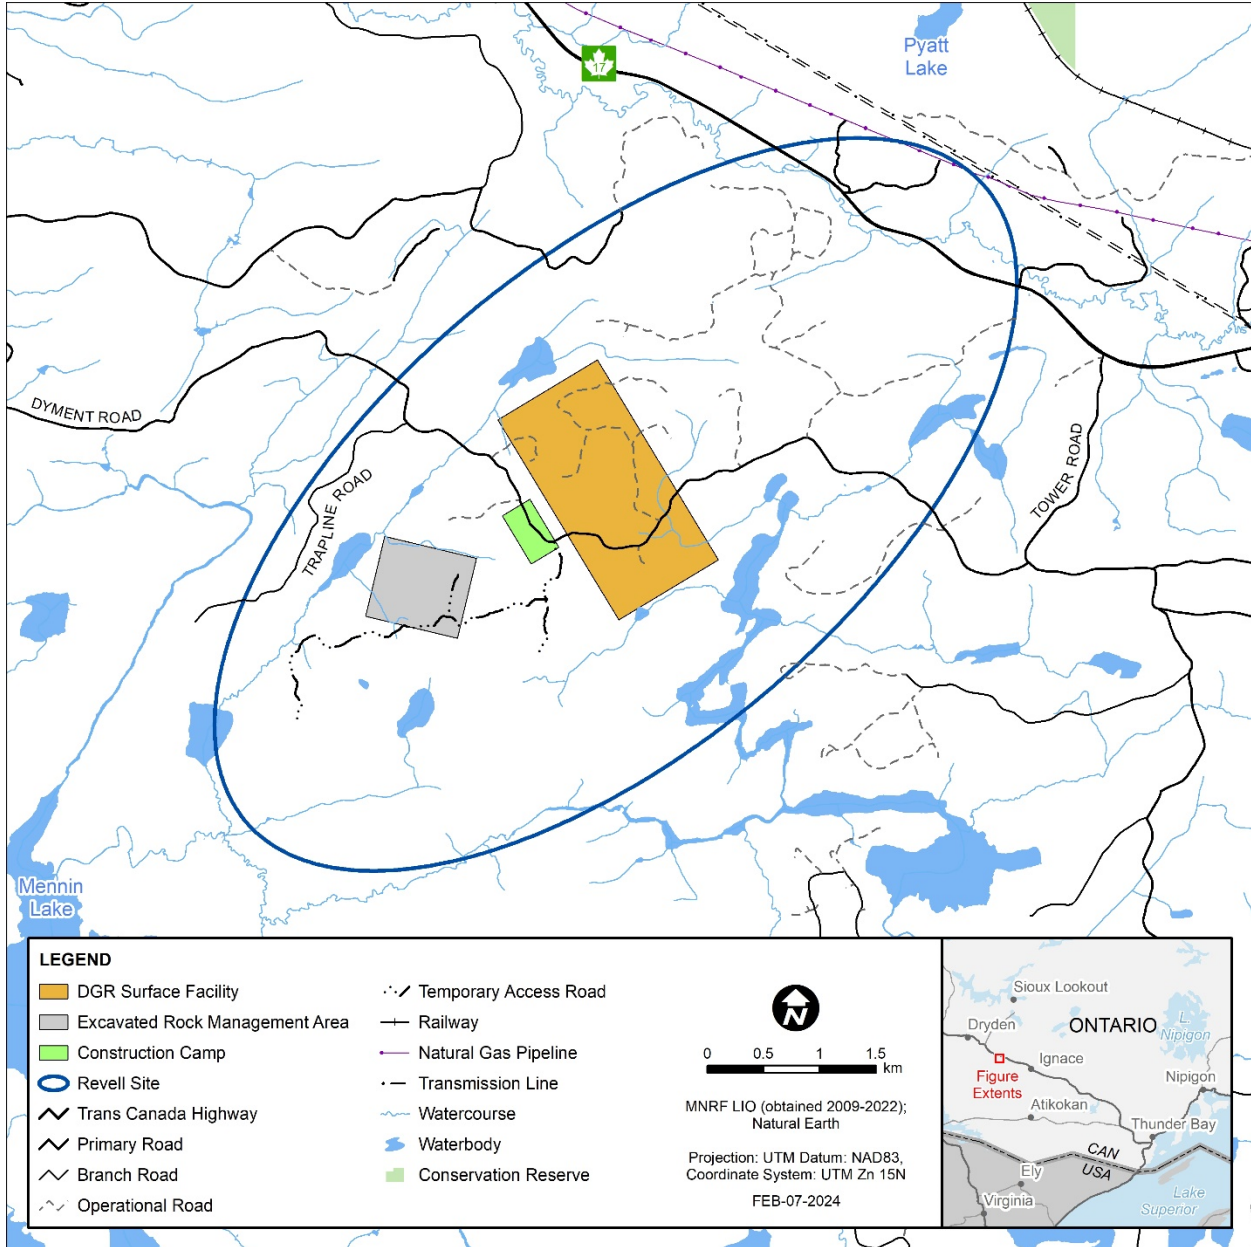 Pyatt
Lake
17
DYMENT ROAD
TRAPLINE ROAD
TOWER ROAD
Mennin
Lake
LEGEND
DGR Surface Facility
Excavated Rock Management Area
Construction Camp
Revell Site
Trans Canada Highway
Primary Road
Branch Road
Operational Road
Temporary Access Road
Railway
Natural Gas Pipeline
Transmission Line
Watercourse
Waterbody
Conservation Reserve
N
0 0.5 1 1.5
km
MNRF LIO (obtained 2009-2022);
Natural Earth
Projection: UTM Datum: NAD83,
Coordinate System: UTM Zn 15N
FEB-07-2024
Sioux Lookout
Dryden
ONTARIO
L.
Nipigon
Ignace
Figure
Extents
Nipigon
Atikokan
Thunder Bay
CAN
USA
Ely
Virginia
Lake
Superior